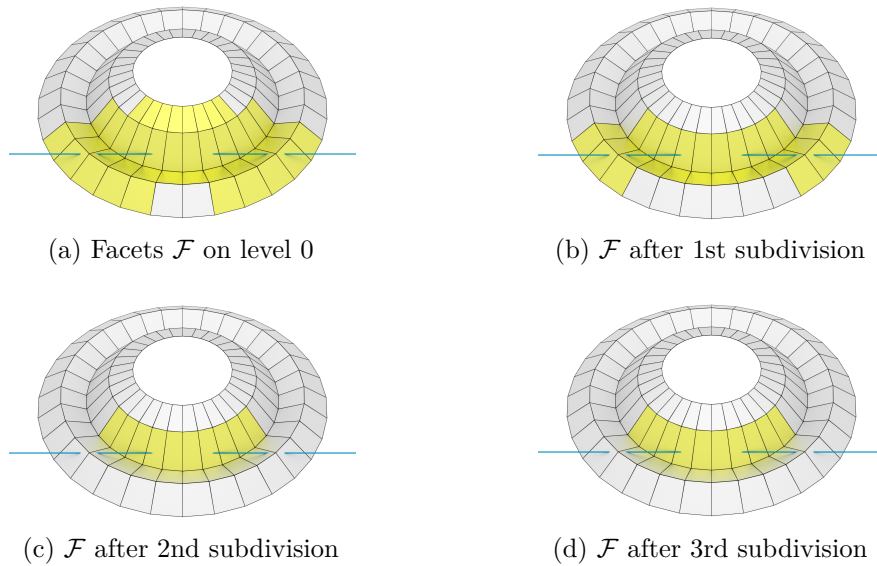 (a) Facets 𝓕 on level 0
(b) 𝓕 after 1st subdivision
(c) 𝓕 after 2nd subdivision
(d) 𝓕 after 3rd subdivision